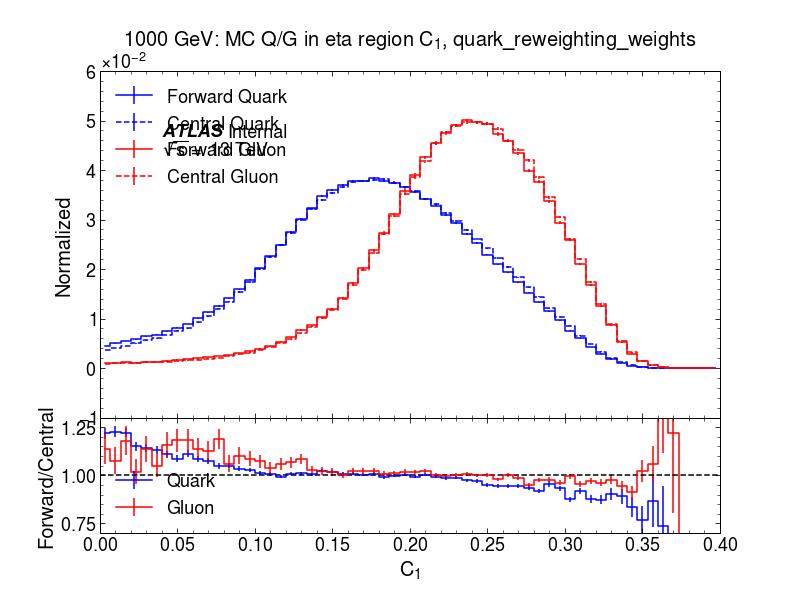 1000 GeV: MC Q/G in eta region C₁, quark_reweighting_weights
×10⁻²
6
5
4
3
2
1
0
−1
Normalized
Forward Quark
Central Quark
ATLAS Internal
√s = 13 TeV
Forward Gluon
Central Gluon
1.25
1.00
0.75
Forward/Central
Quark
Gluon
0.00 0.05 0.10 0.15 0.20 0.25 0.30 0.35 0.40
C₁